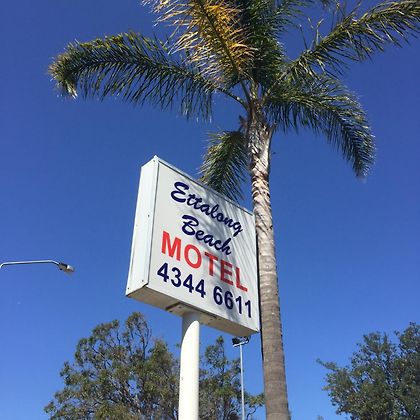 Ettalong
Beach
MOTEL
4344 6611